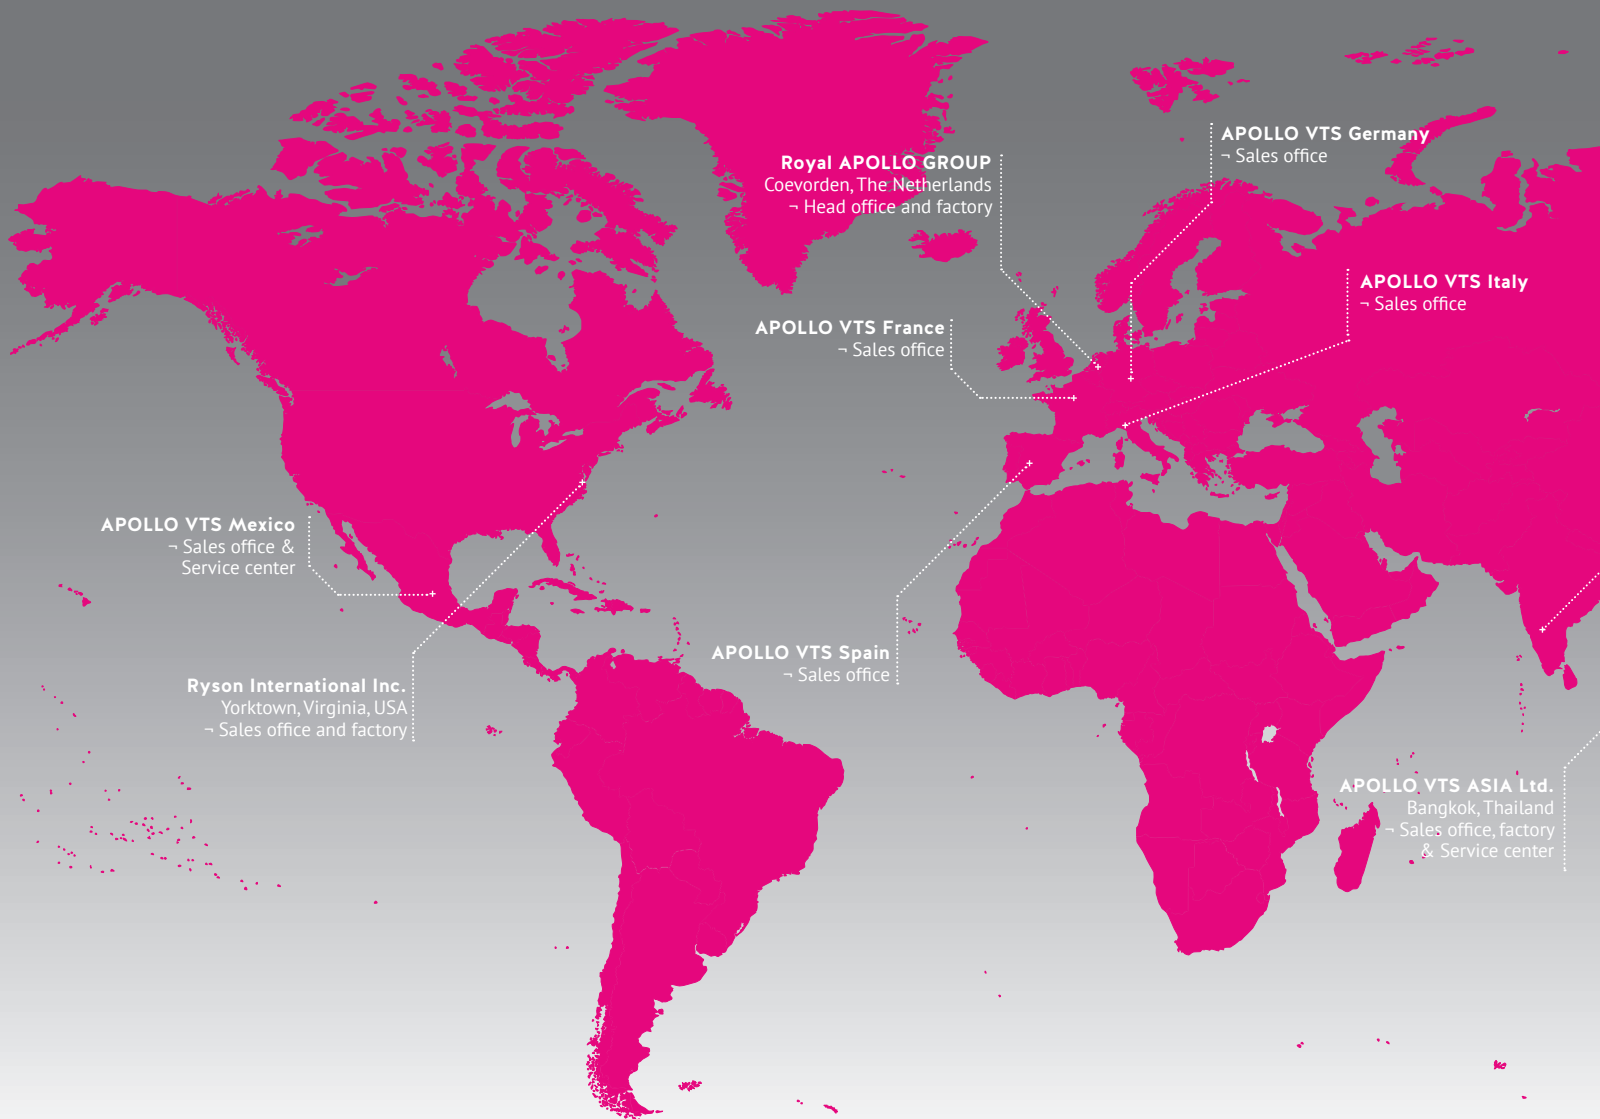 APOLLO VTS Germany
¬ Sales office
Royal APOLLO GROUP
Coevorden, The Netherlands
¬ Head office and factory
APOLLO VTS Italy
¬ Sales office
APOLLO VTS France
¬ Sales office
APOLLO VTS Mexico
¬ Sales office &
Service center
APOLLO VTS Spain
¬ Sales office
Ryson International Inc.
Yorktown, Virginia, USA
¬ Sales office and factory
APOLLO VTS ASIA Ltd.
Bangkok, Thailand
¬ Sales office, factory
& Service center